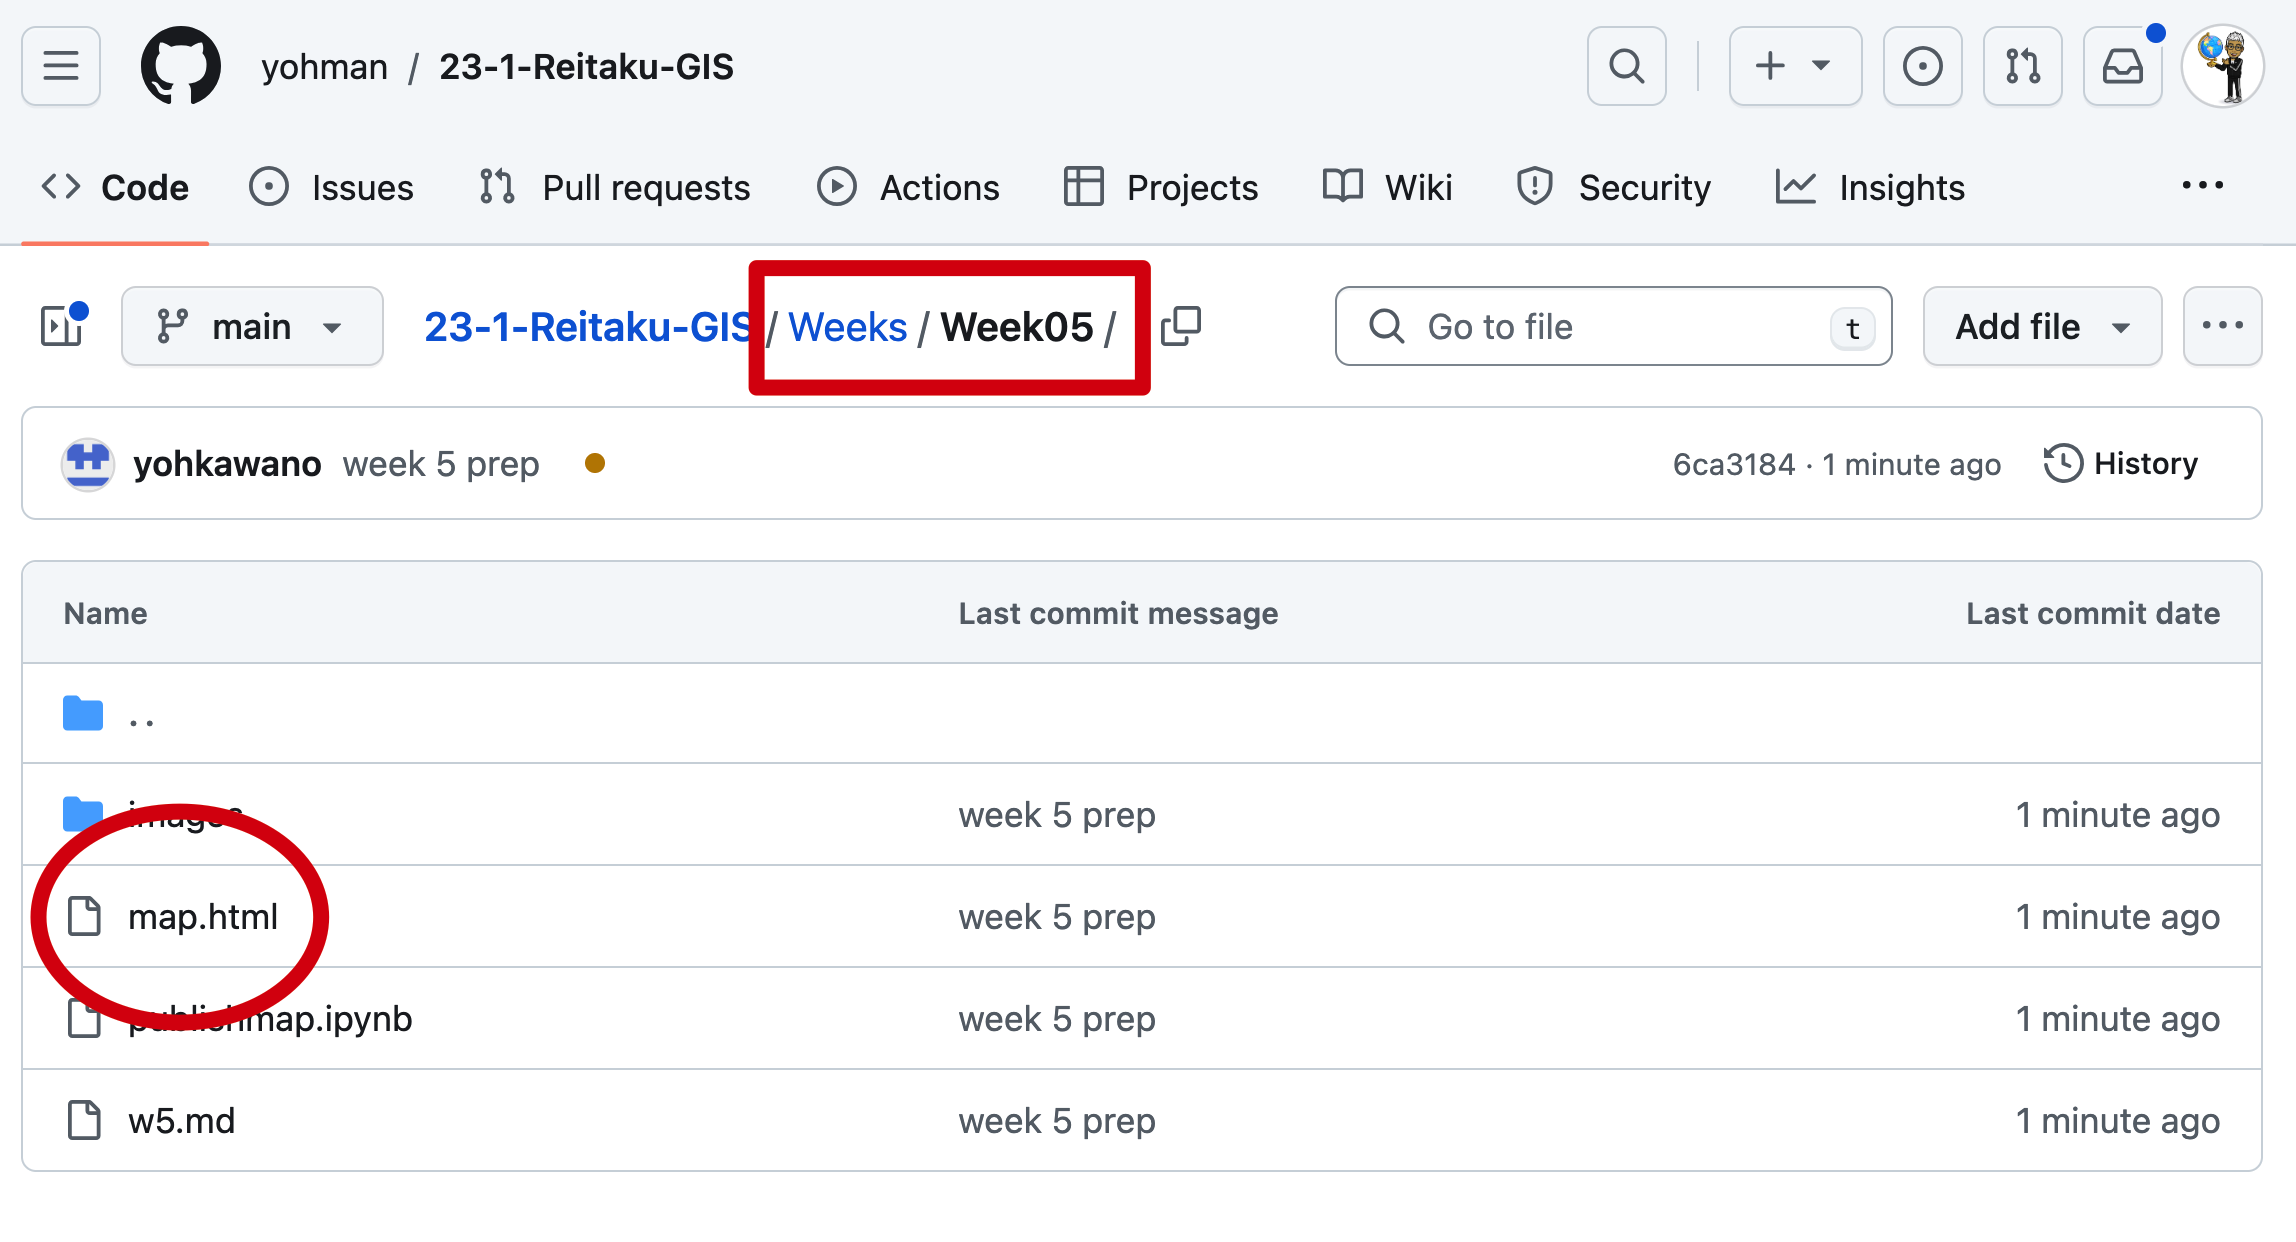 yohman / 23-1-Reitaku-GIS
Code Issues Pull requests Actions Projects Wiki Security Insights
main 23-1-Reitaku-GIS / Weeks / Week05 / Go to file t Add file
yohkawano week 5 prep 6ca3184 · 1 minute ago History
Name Last commit message Last commit date
..
images week 5 prep 1 minute ago
map.html week 5 prep 1 minute ago
publishmap.ipynb week 5 prep 1 minute ago
w5.md week 5 prep 1 minute ago